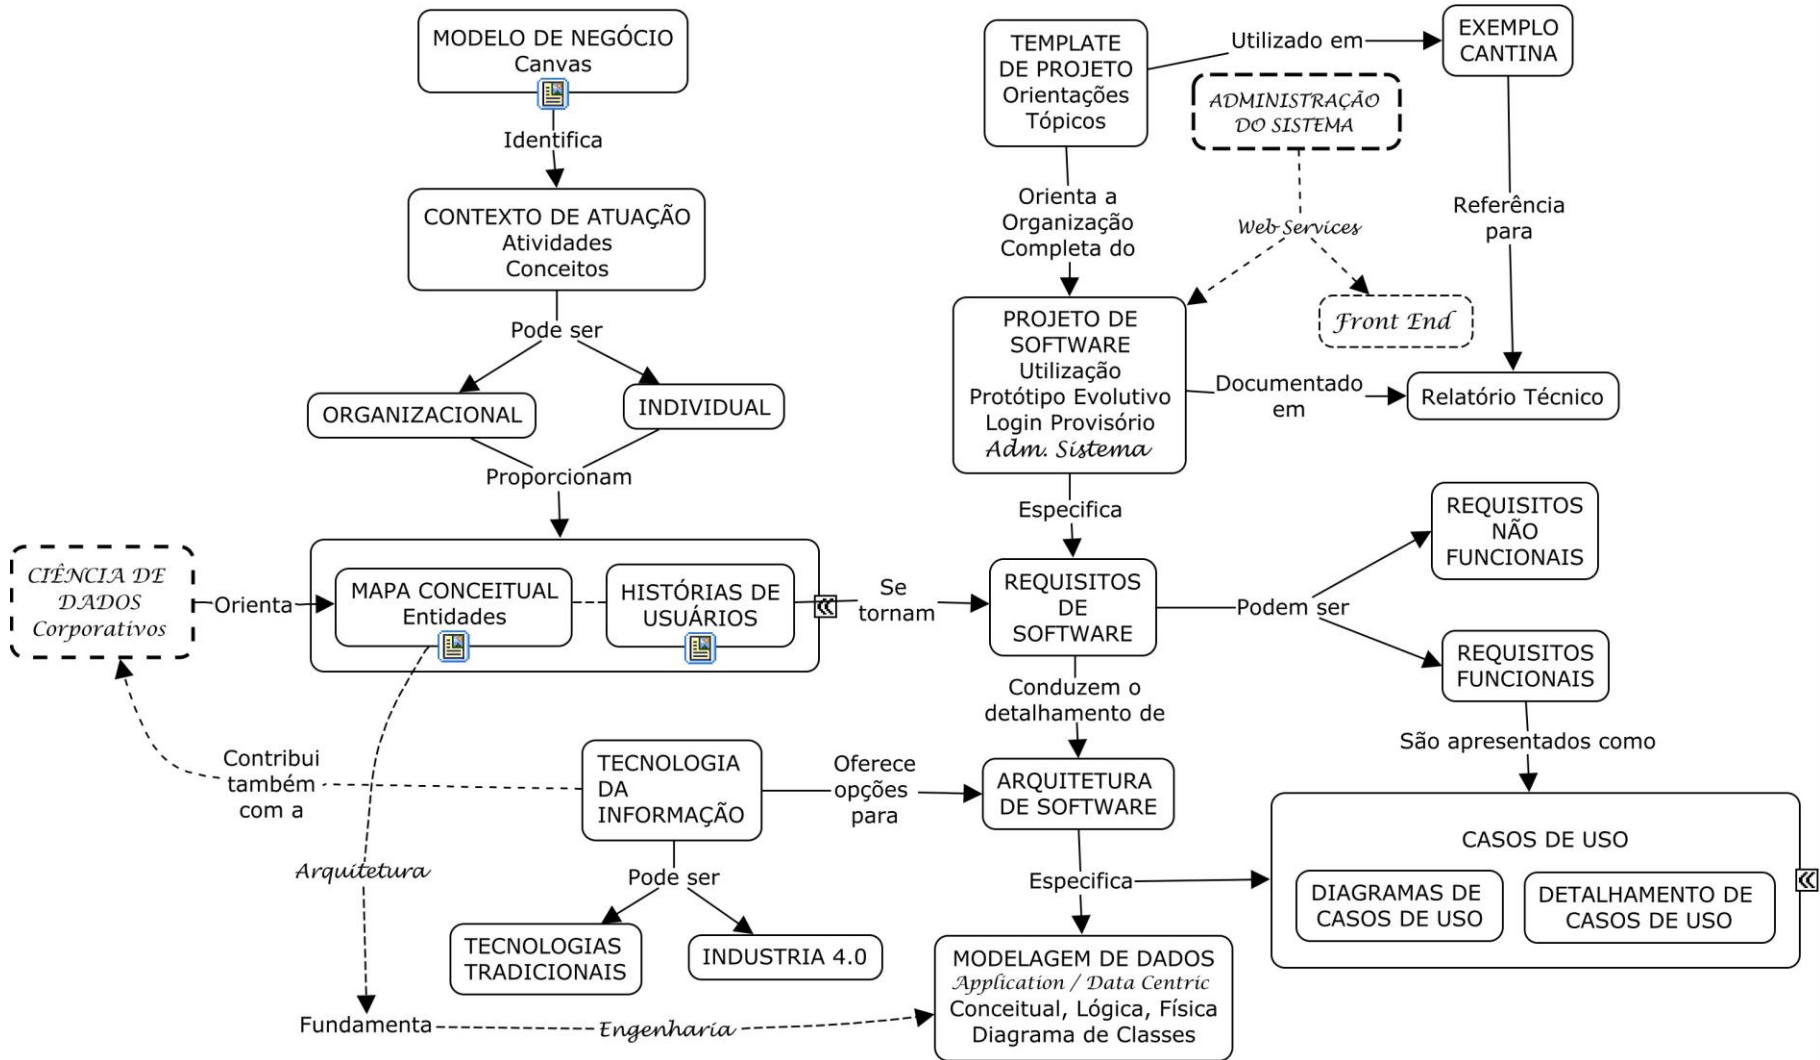 MODELO DE NEGÓCIO
Canvas
Identifica
CONTEXTO DE ATUAÇÃO
Atividades
Conceitos
Pode ser
ORGANIZACIONAL
INDIVIDUAL
Proporcionam
CIÊNCIA DE
DADOS
Corporativos
Orienta
MAPA CONCEITUAL
Entidades
HISTÓRIAS DE
USUÁRIOS
Se
tornam
Contribui
também
com a
TECNOLOGIA
DA
INFORMAÇÃO
Oferece
opções
para
Arquitetura
Pode ser
TECNOLOGIAS
TRADICIONAIS
INDUSTRIA 4.0
Fundamenta
Engenharia
TEMPLATE
DE PROJETO
Orientações
Tópicos
Utilizado em
EXEMPLO
CANTINA
ADMINISTRAÇÃO
DO SISTEMA
Orienta a
Organização
Completa do
Web Services
Front End
Referência
para
PROJETO DE
SOFTWARE
Utilização
Protótipo Evolutivo
Login Provisório
Adm. Sistema
Documentado
em
Relatório Técnico
Especifica
REQUISITOS
DE
SOFTWARE
Podem ser
REQUISITOS
NÃO
FUNCIONAIS
REQUISITOS
FUNCIONAIS
Conduzem o
detalhamento de
São apresentados como
ARQUITETURA
DE SOFTWARE
Especifica
CASOS DE USO
DIAGRAMAS DE
CASOS DE USO
DETALHAMENTO DE
CASOS DE USO
MODELAGEM DE DADOS
Application / Data Centric
Conceitual, Lógica, Física
Diagrama de Classes